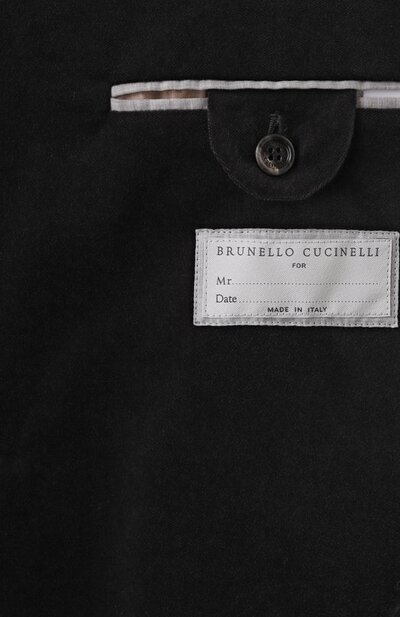 BRUNELLO CUCINELLI
FOR
Mr..............................
Date............................
MADE IN ITALY